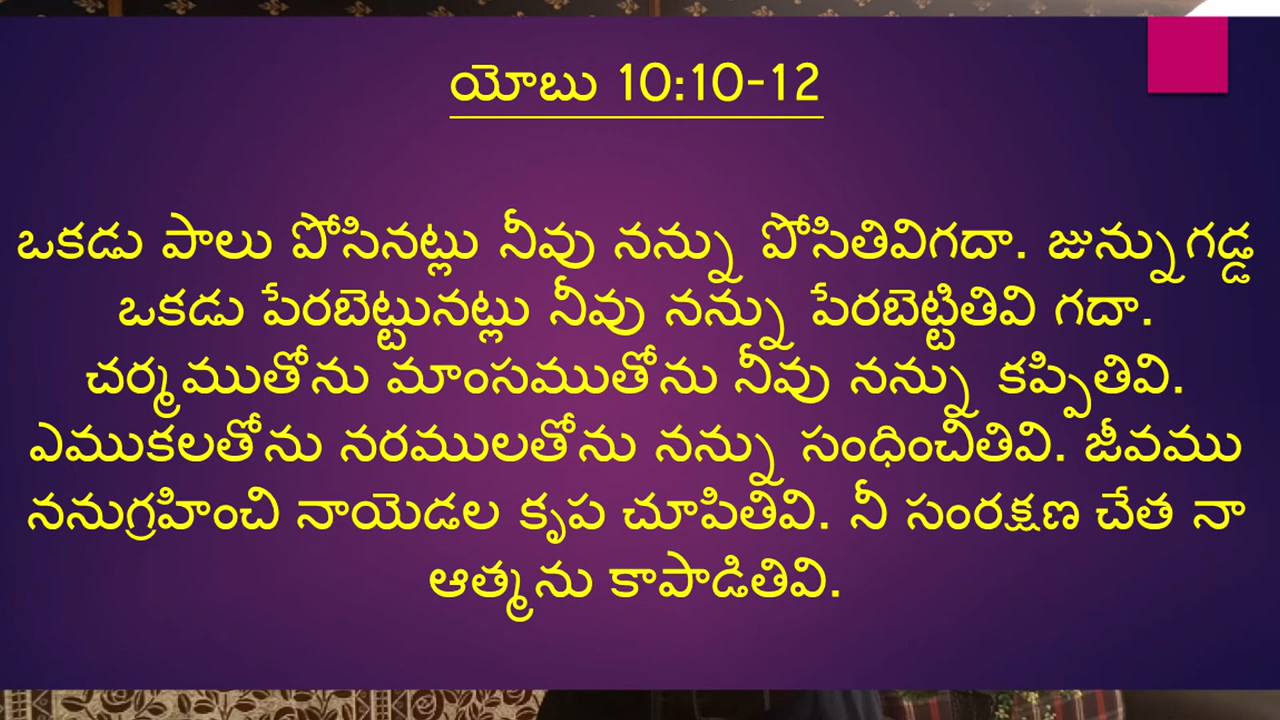 యోబు 10:10-12
ఒకడు పాలు పోసినట్లు నీవు నన్ను పోసితివిగదా. జున్నుగడ్డ
ఒకడు పేరబెట్టునట్లు నీవు నన్ను పేరబెట్టితివి గదా.
చర్మముతోను మాంసముతోను నీవు నన్ను కప్పితివి.
ఎముకలతోను నరములతోను నన్ను సంధించితివి. జీవము
ననుగ్రహించి నాయెడల కృప చూపితివి. నీ సంరక్షణ చేత నా
ఆత్మను కాపాడితివి.